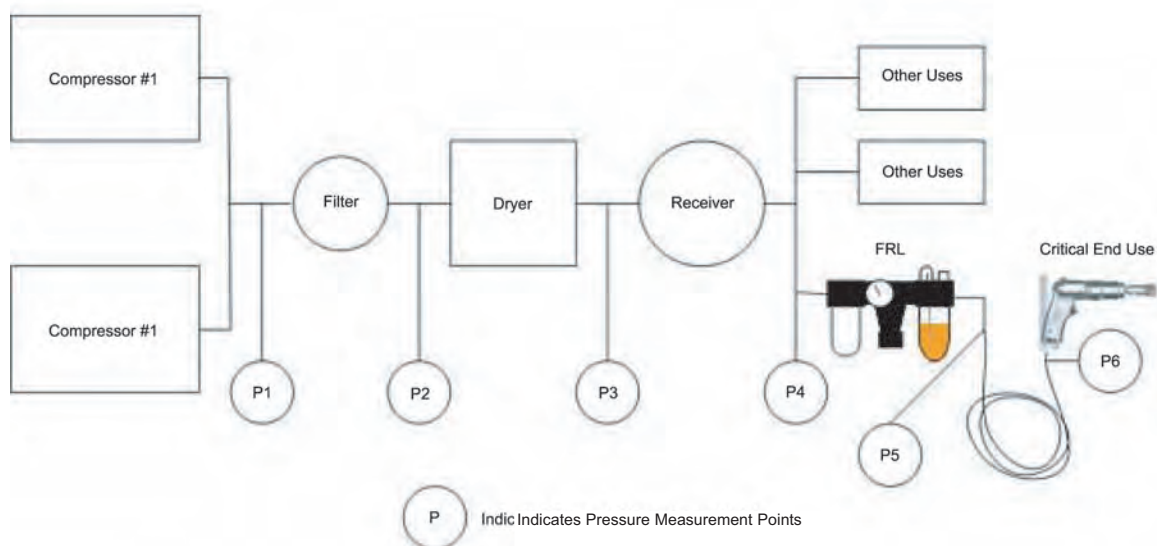 Compressor #1
Other Uses
Other Uses
Filter
Dryer
Receiver
FRL
Critical End Use
Compressor #1
P1
P2
P3
P4
P6
P5
P
Indic Indicates Pressure Measurement Points